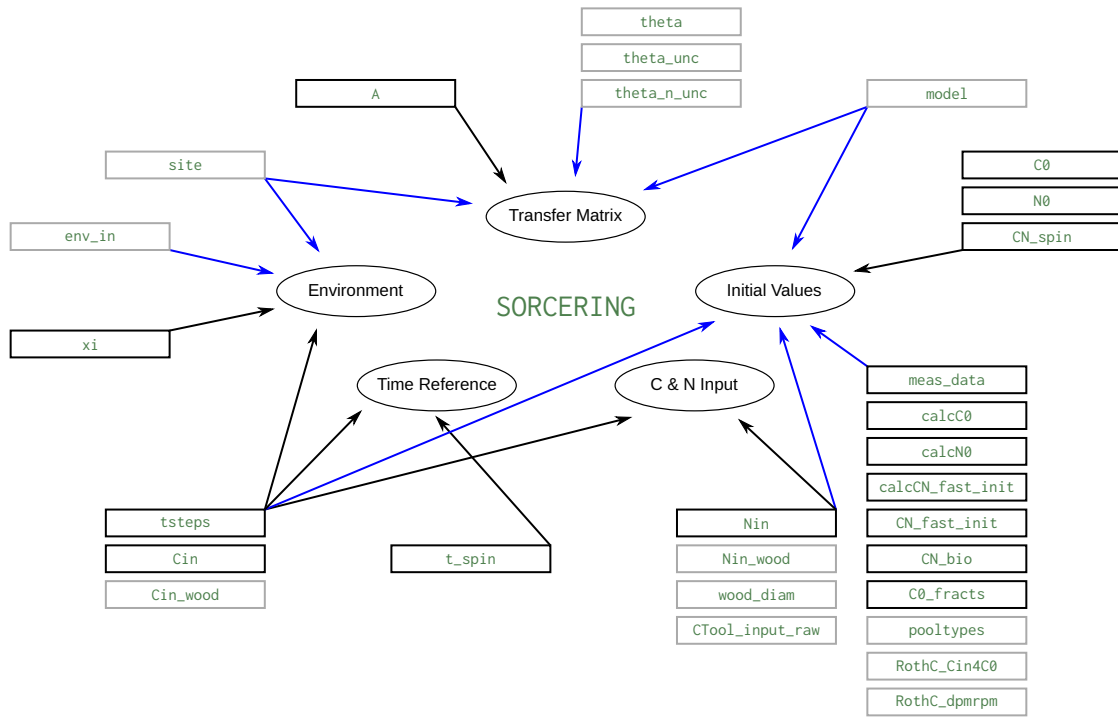 theta
theta_unc
theta_n_unc
A
model
site
C0
N0
CN_spin
Transfer Matrix
env_in
Environment
Initial Values
SORCERING
xi
Time Reference
C & N Input
meas_data
calcC0
calcN0
calcCN_fast_init
CN_fast_init
CN_bio
C0_fracts
pooltypes
RothC_Cin4C0
RothC_dpmrpm
tsteps
Cin
Cin_wood
t_spin
Nin
Nin_wood
wood_diam
CTool_input_raw